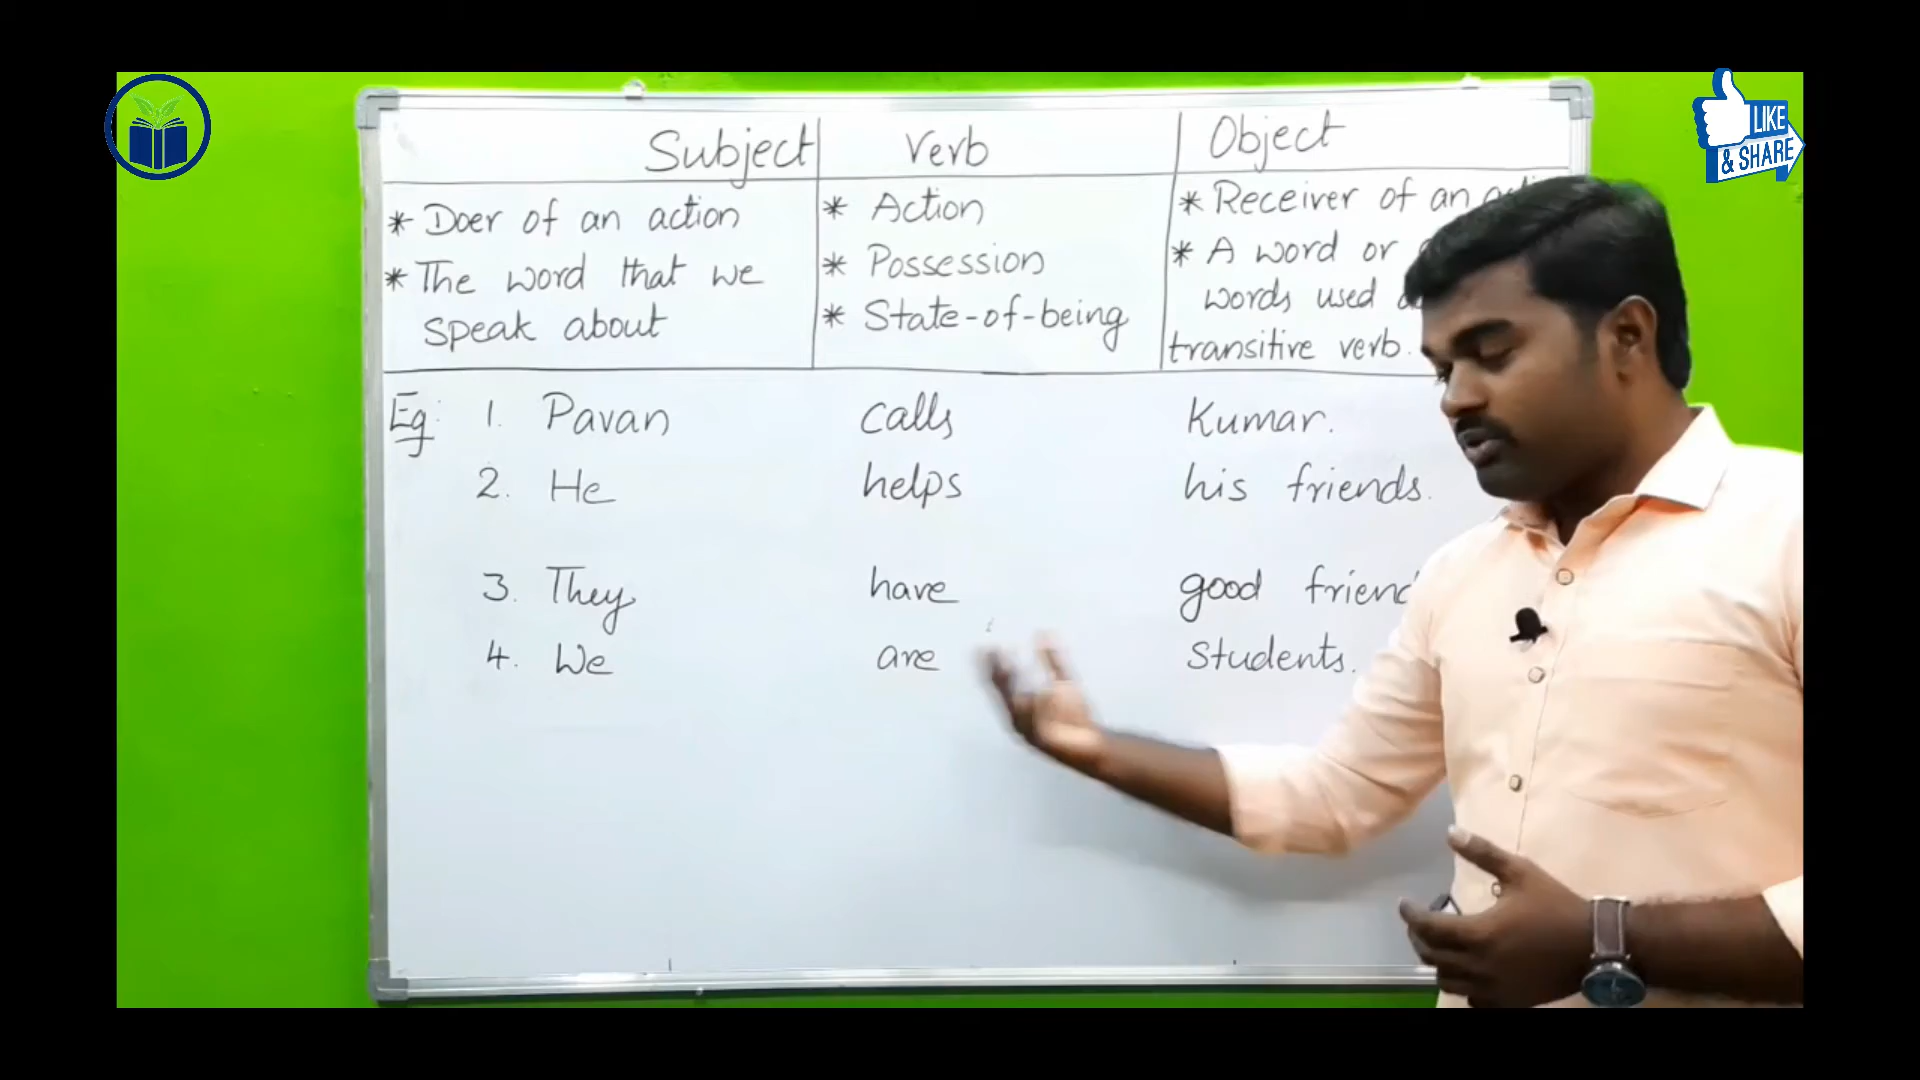 Subject Verb Object
* Doer of an action
* The word that we
speak about
* Action
* Possession
* State-of-being
* Receiver of an
* A word or
words used
transitive verb.
Eg: 1. Pavan calls Kumar.
2. He helps his friends.
3. They have good friend
4. We are Students.
LIKE
& SHARE